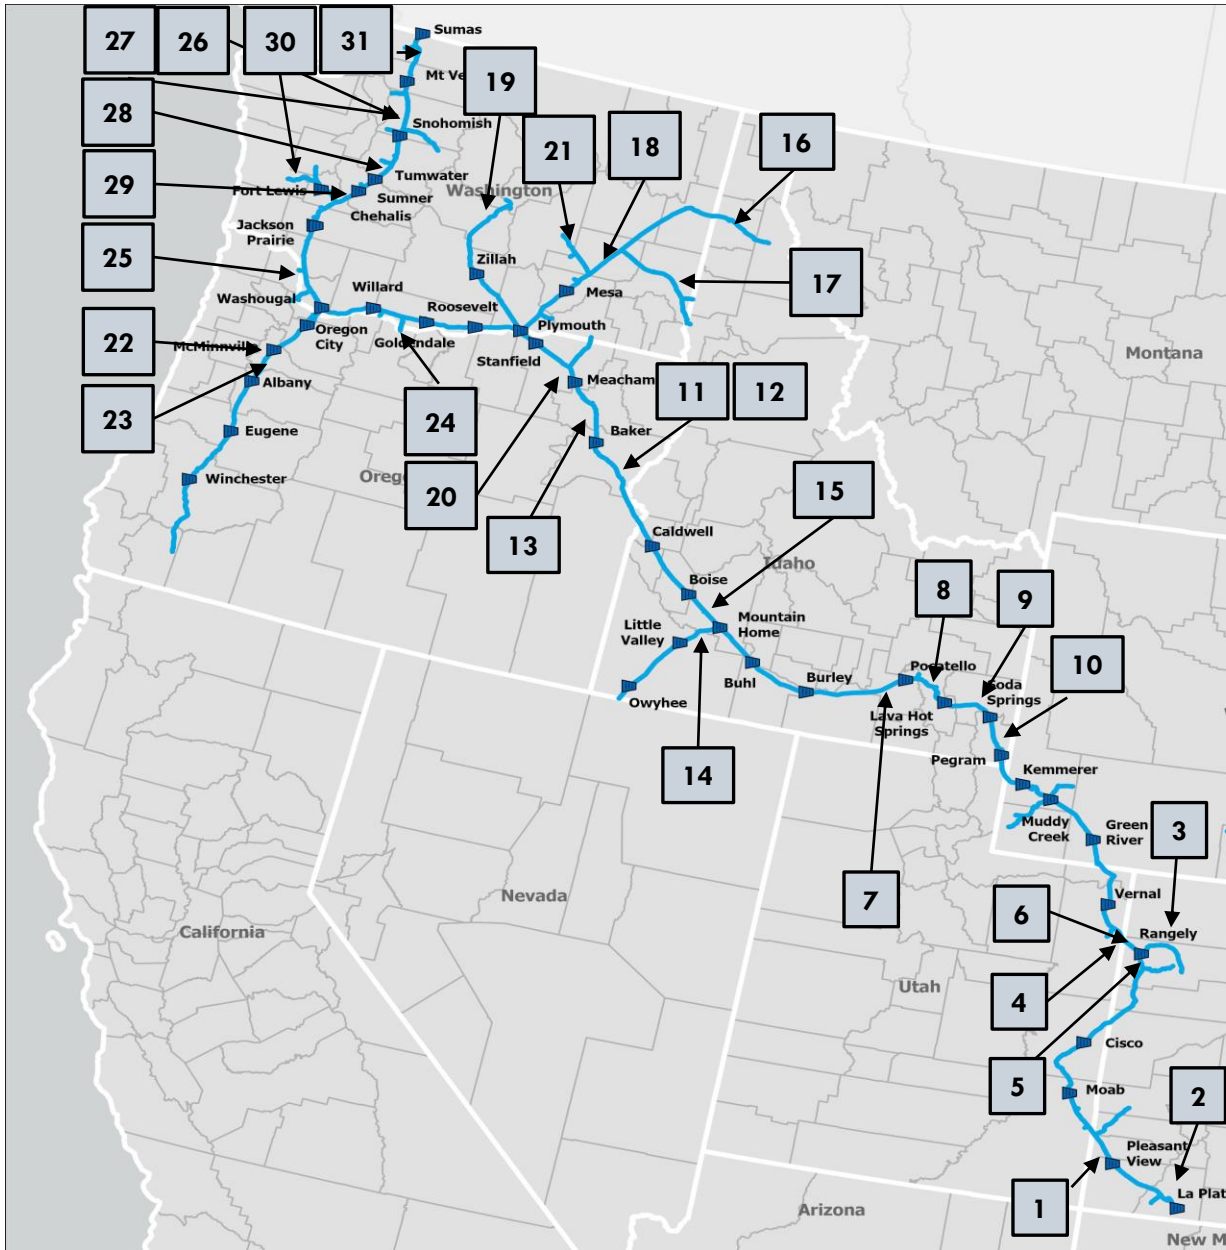 27
26
30
31
Sumas
Mt Ve
19
28
Snohomish
21
18
16
29
Fort Lewis
Tumwater
Washington
Sumner
Chehalis
Jackson
Prairie
25
Zillah
17
Willard
Mesa
Washougal
Roosevelt
22
McMinnville
Oregon
City
Goldendale
Plymouth
Stanfield
Montana
23
Albany
24
Meacham
11
12
Eugene
Baker
Winchester
Oreg
20
13
15
Caldwell
Idaho
Boise
8
9
Little
Valley
Mountain
Home
10
Pocatello
Owyhee
Buhl
Burley
Soda
Springs
Lava Hot
Springs
14
Pegram
Kemmerer
Muddy
Creek
Green
River
3
Nevada
7
Vernal
6
Rangely
California
Utah
4
5
Cisco
Moab
2
Pleasant
View
1
La Plat
Arizona
New M